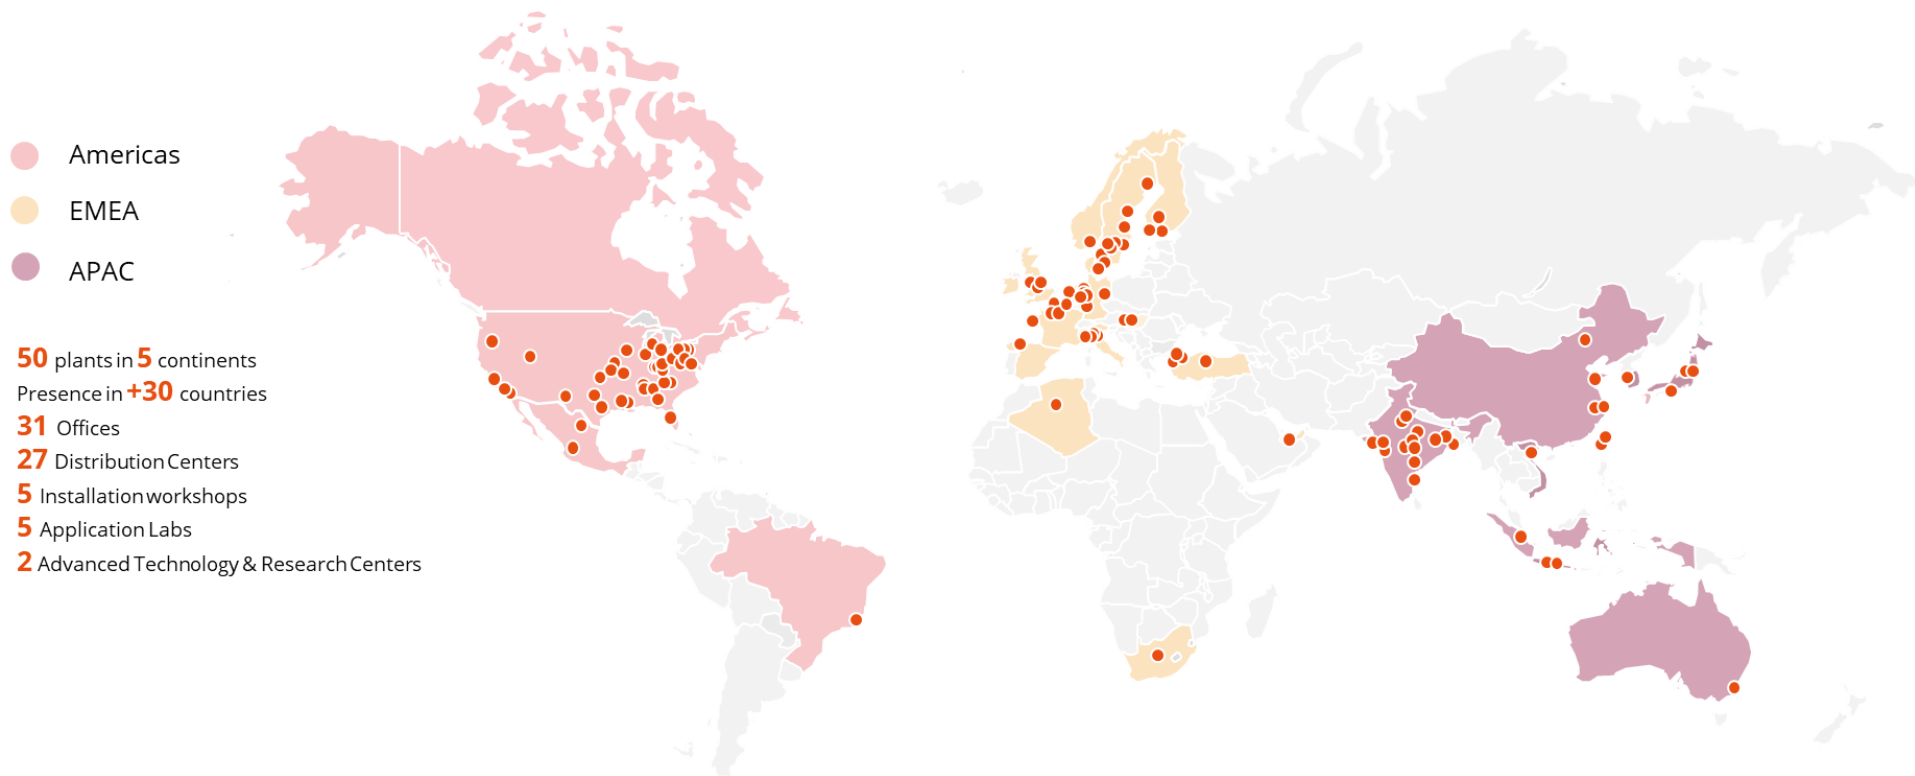 Americas
EMEA
APAC
50 plants in 5 continents
Presence in +30 countries
31 Offices
27 Distribution Centers
5 Installation workshops
5 Application Labs
2 Advanced Technology & Research Centers